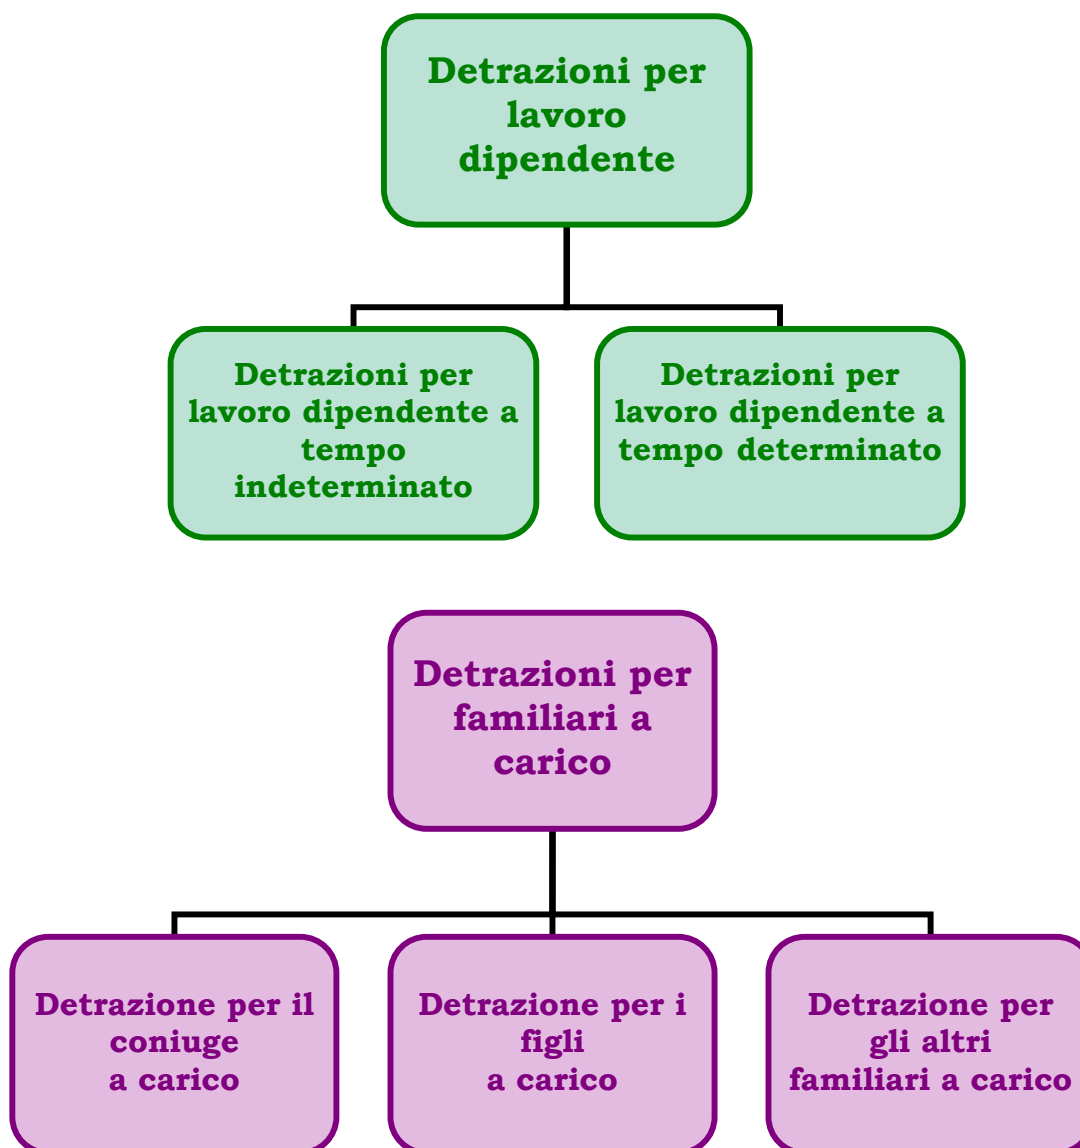 Detrazioni per
lavoro
dipendente
Detrazioni per
lavoro dipendente a
tempo
indeterminato
Detrazioni per
lavoro dipendente a
tempo determinato
Detrazioni per
familiari a
carico
Detrazione per il
coniuge
a carico
Detrazione per i
figli
a carico
Detrazione per
gli altri
familiari a carico